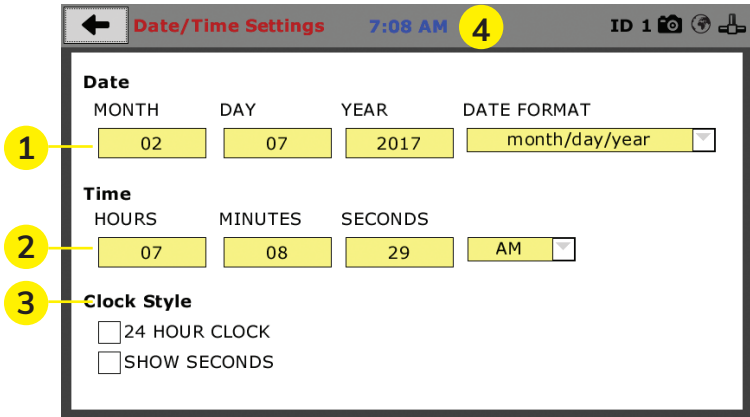 Date/Time Settings 7:08 AM 4 ID 1
Date
MONTH DAY YEAR DATE FORMAT
1 02 07 2017 month/day/year
Time
HOURS MINUTES SECONDS
2 07 08 29 AM
3 Clock Style
24 HOUR CLOCK
SHOW SECONDS